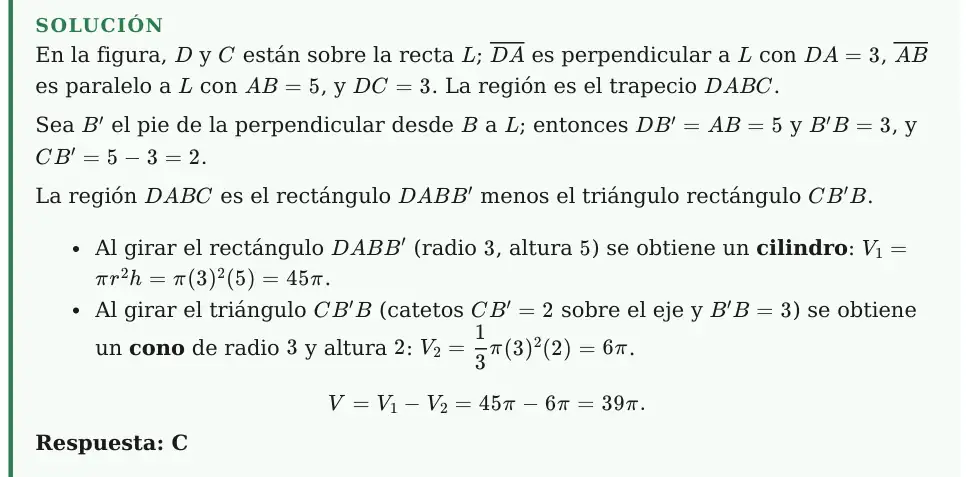 SOLUCIÓN
En la figura, D y C están sobre la recta L; $\overline{DA}$ es perpendicular a L con DA = 3, $\overline{AB}$
es paralelo a L con AB = 5, y DC = 3. La región es el trapecio DABC.
Sea B′ el pie de la perpendicular desde B a L; entonces DB′ = AB = 5 y B′B = 3, y
CB′ = 5 − 3 = 2.
La región DABC es el rectángulo DABB′ menos el triángulo rectángulo CB′B.
• Al girar el rectángulo DABB′ (radio 3, altura 5) se obtiene un cilindro: V₁ =
πr²h = π(3)²(5) = 45π.
• Al girar el triángulo CB′B (catetos CB′ = 2 sobre el eje y B′B = 3) se obtiene
un cono de radio 3 y altura 2: V₂ = $\frac{1}{3}$π(3)²(2) = 6π.
V = V₁ − V₂ = 45π − 6π = 39π.
Respuesta: C